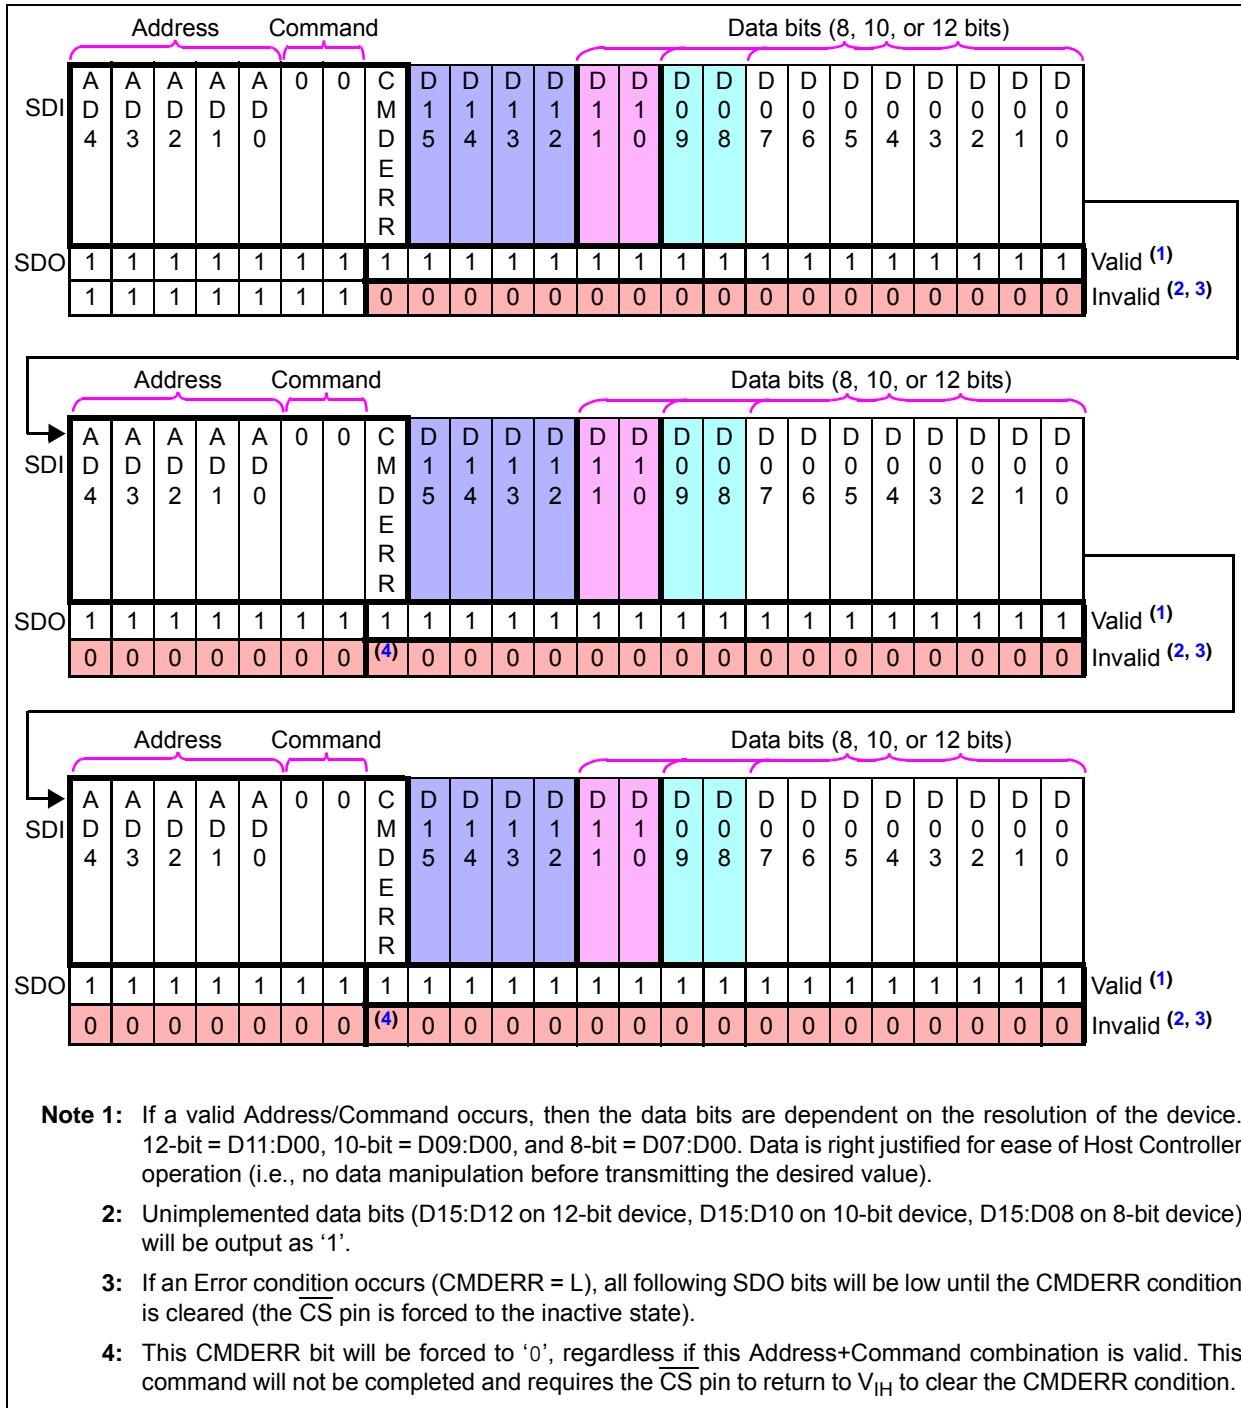 Address Command Data bits (8, 10, or 12 bits)
SDI A A A A A 0 0 C D D D D D D D D D D D D D D D D
D D D D D M 1 1 1 1 1 1 0 0 0 0 0 0 0 0 0 0
4 3 2 1 0 D 5 4 3 2 1 0 9 8 7 6 5 4 3 2 1 0
E
R
R
SDO 1 1 1 1 1 1 1 1 1 1 1 1 1 1 1 1 1 1 1 1 1 1 1 1 Valid (1)
1 1 1 1 1 1 1 0 0 0 0 0 0 0 0 0 0 0 0 0 0 0 0 0 Invalid (2, 3)
Address Command Data bits (8, 10, or 12 bits)
A A A A A 0 0 C D D D D D D D D D D D D D D D D
SDI D D D D D M 1 1 1 1 1 1 0 0 0 0 0 0 0 0 0 0
4 3 2 1 0 D 5 4 3 2 1 0 9 8 7 6 5 4 3 2 1 0
E
R
R
SDO 1 1 1 1 1 1 1 1 1 1 1 1 1 1 1 1 1 1 1 1 1 1 1 1 Valid (1)
0 0 0 0 0 0 0 (4) 0 0 0 0 0 0 0 0 0 0 0 0 0 0 0 0 Invalid (2, 3)
Address Command Data bits (8, 10, or 12 bits)
A A A A A 0 0 C D D D D D D D D D D D D D D D D
SDI D D D D D M 1 1 1 1 1 1 0 0 0 0 0 0 0 0 0 0
4 3 2 1 0 D 5 4 3 2 1 0 9 8 7 6 5 4 3 2 1 0
E
R
R
SDO 1 1 1 1 1 1 1 1 1 1 1 1 1 1 1 1 1 1 1 1 1 1 1 1 Valid (1)
0 0 0 0 0 0 0 (4) 0 0 0 0 0 0 0 0 0 0 0 0 0 0 0 0 Invalid (2, 3)
Note 1: If a valid Address/Command occurs, then the data bits are dependent on the resolution of the device.
12-bit = D11:D00, 10-bit = D09:D00, and 8-bit = D07:D00. Data is right justified for ease of Host Controller
operation (i.e., no data manipulation before transmitting the desired value).
2: Unimplemented data bits (D15:D12 on 12-bit device, D15:D10 on 10-bit device, D15:D08 on 8-bit device)
will be output as ‘1’.
3: If an Error condition occurs (CMDERR = L), all following SDO bits will be low until the CMDERR condition
is cleared (the CS pin is forced to the inactive state).
4: This CMDERR bit will be forced to ‘0’, regardless if this Address+Command combination is valid. This
command will not be completed and requires the CS pin to return to VIH to clear the CMDERR condition.